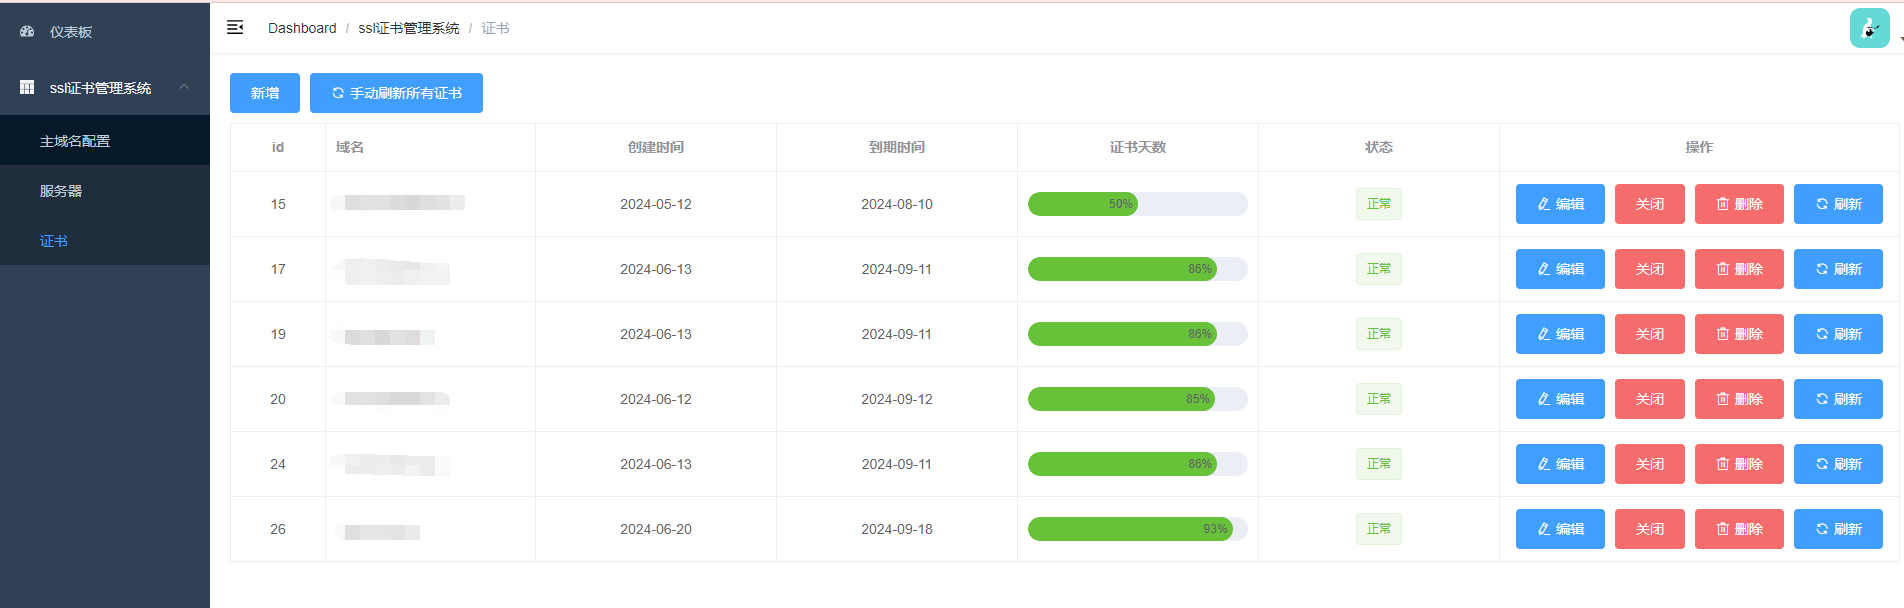 仪表板
ssl证书管理系统
主域名配置
服务器
证书
Dashboard / ssl证书管理系统 / 证书
新增 手动刷新所有证书
id 域名 创建时间 到期时间 证书天数 状态 操作
15 2024-05-12 2024-08-10 50% 正常 编辑 关闭 删除 刷新
17 2024-06-13 2024-09-11 86% 正常 编辑 关闭 删除 刷新
19 2024-06-13 2024-09-11 86% 正常 编辑 关闭 删除 刷新
20 2024-06-12 2024-09-12 85% 正常 编辑 关闭 删除 刷新
24 2024-06-13 2024-09-11 86% 正常 编辑 关闭 删除 刷新
26 2024-06-20 2024-09-18 93% 正常 编辑 关闭 删除 刷新